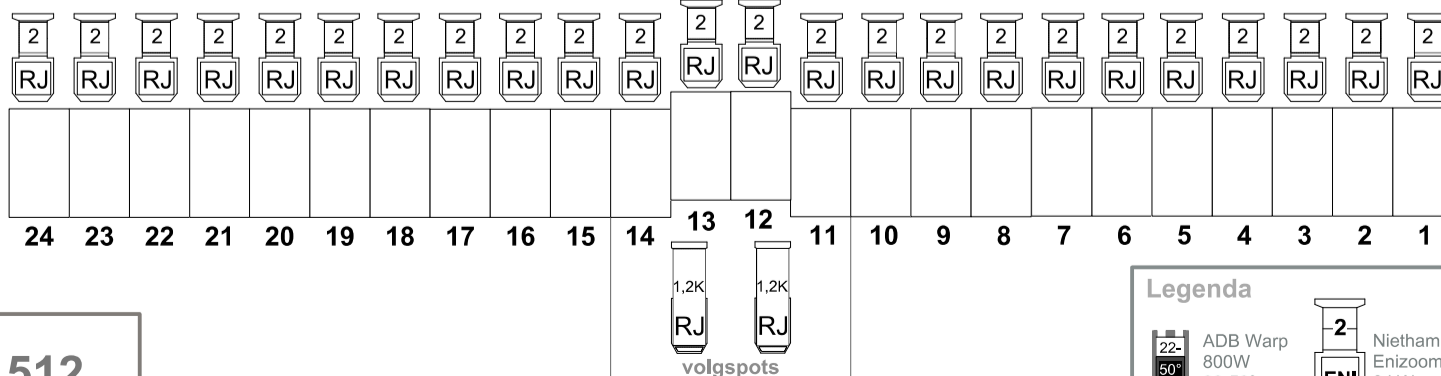 2 2 2 2 2 2 2 2 2 2 2 2 2 2 2 2 2 2 2 2 2 2 2 2
RJ RJ RJ RJ RJ RJ RJ RJ RJ RJ RJ RJ RJ RJ RJ RJ RJ RJ RJ RJ RJ RJ RJ RJ
24 23 22 21 20 19 18 17 16 15 14 13 12 11 10 9 8 7 6 5 4 3 2 1
1,2K 1,2K
RJ RJ
volgspots
512
Legenda
22-
50°
ADB Warp
800W
-2-
ENI
Nietham
Enizoom